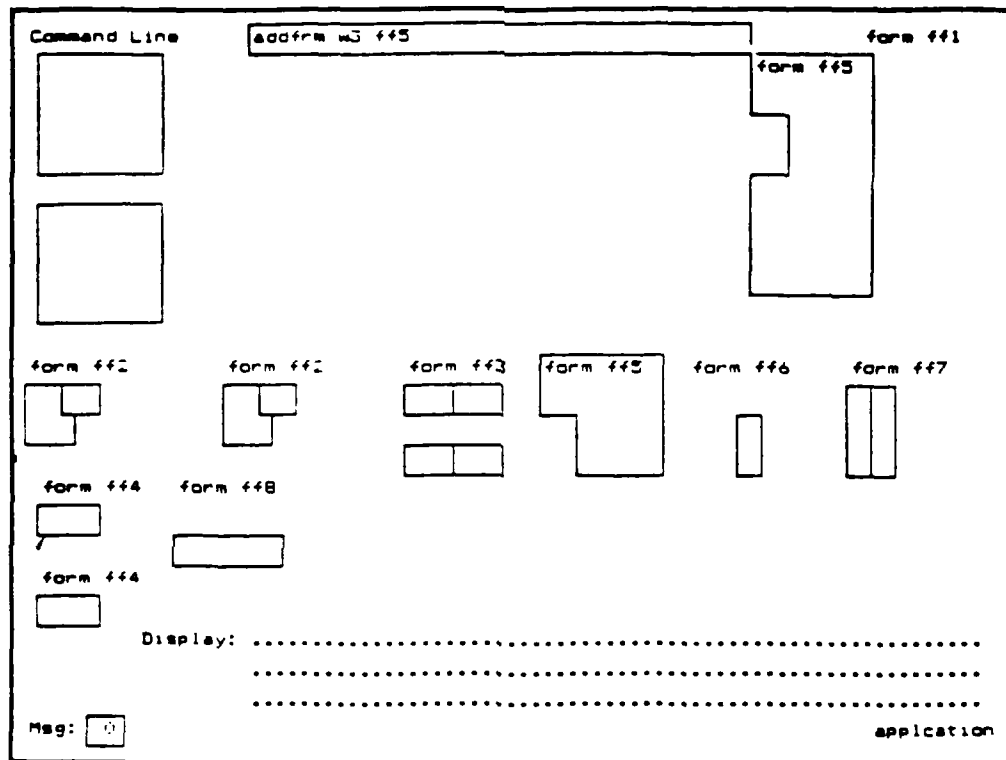 Command Line addfrm w3 ff5 form ff1
form ff5
form ff2 form ff2 form ff3 form ff5 form ff6 form ff7
form ff4 form ff8
form ff4
Display: ............................................................
............................................................
............................................................
Msg: 0
applcation